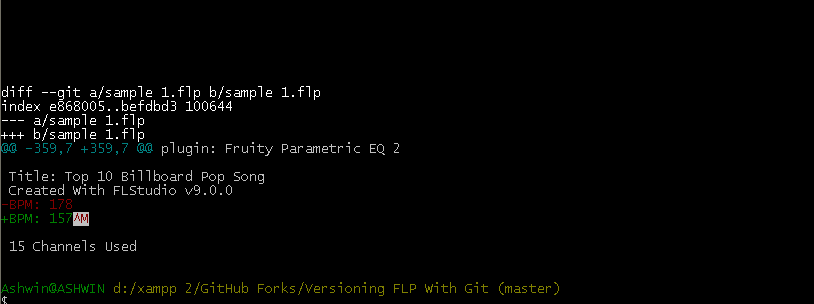 diff --git a/sample 1.flp b/sample 1.flp
index e868005..befdbd3 100644
--- a/sample 1.flp
+++ b/sample 1.flp
@@ -359,7 +359,7 @@ plugin: Fruity Parametric EQ 2
Title: Top 10 Billboard Pop Song
Created With FLStudio v9.0.0
-BPM: 178
+BPM: 157^M
15 Channels Used
Ashwin@ASHWIN d:/xampp 2/GitHub Forks/Versioning FLP With Git (master)
$